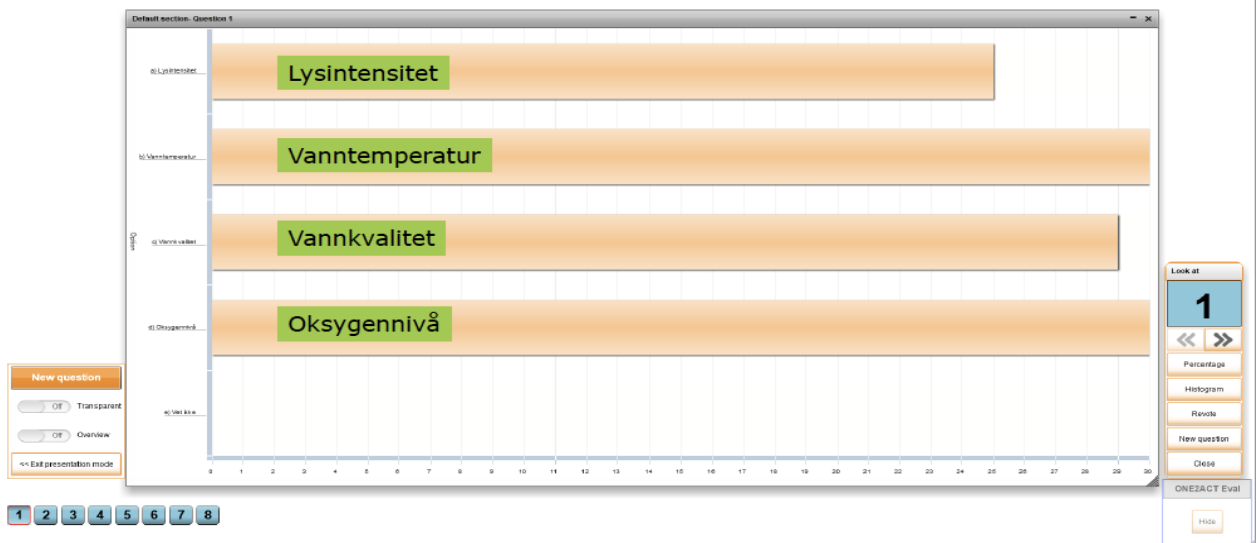 Default section- Question 1
a) Lysintensitet
Lysintensitet
b) Vanntemperatur
Vanntemperatur
Option
c) Vannkvalitet
Vannkvalitet
d) Oksygennivå
Oksygennivå
e) Vet ikke
0 1 2 3 4 5 6 7 8 9 10 11 12 13 14 15 16 17 18 19 20 21 22 23 24 25 26 27 28 29 30
New question
Off Transparent
Off Overview
<< Exit presentation mode
1 2 3 4 5 6 7 8
Look at
1
Percentage
Histogram
Revote
New question
Close
ONE2ACT Eval
Hide